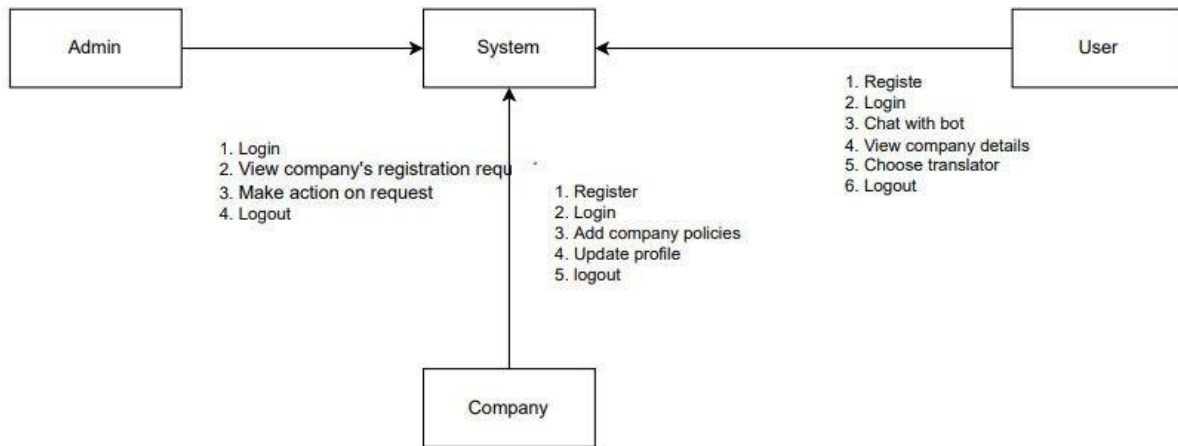 Admin
System
User
1. Registe
2. Login
3. Chat with bot
4. View company details
5. Choose translator
6. Logout
1. Login
2. View company's registration requ
3. Make action on request
4. Logout
1. Register
2. Login
3. Add company policies
4. Update profile
5. logout
Company